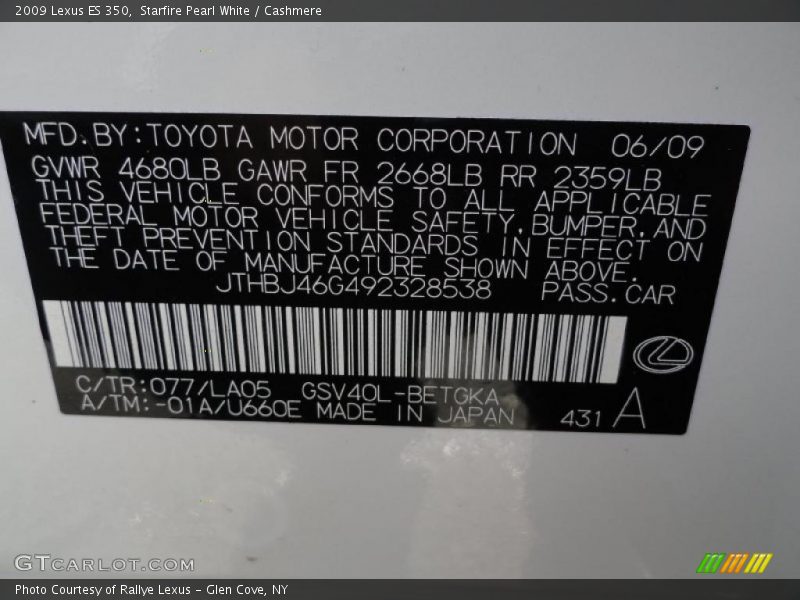 2009 Lexus ES 350, Starfire Pearl White / Cashmere
MFD.BY:TOYOTA MOTOR CORPORATION 06/09
GVWR 4680LB GAWR FR 2668LB RR 2359LB
THIS VEHICLE CONFORMS TO ALL APPLICABLE
FEDERAL MOTOR VEHICLE SAFETY,BUMPER,AND
THEFT PREVENTION STANDARDS IN EFFECT ON
THE DATE OF MANUFACTURE SHOWN ABOVE.
JTHBJ46G492328538 PASS.CAR
C/TR:077/LA05 GSV40L-BETGKA
A/TM:-01A/U660E MADE IN JAPAN 431 A
GTCARLOT.COM
Photo Courtesy of Rallye Lexus - Glen Cove, NY